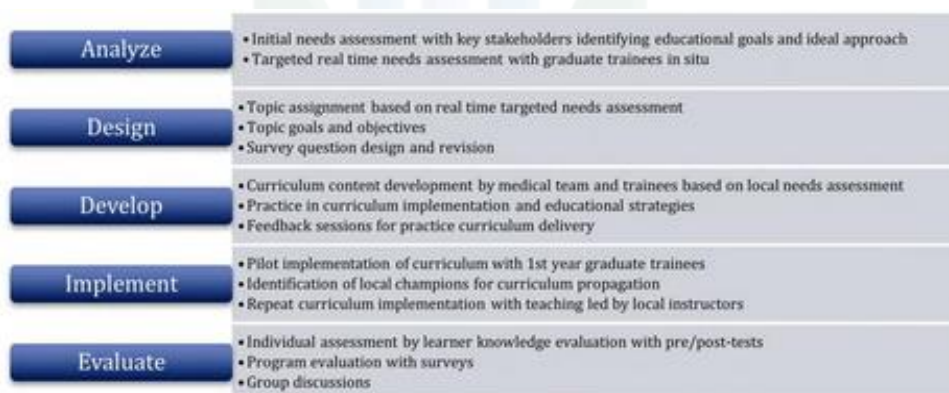 Analyze
• Initial needs assessment with key stakeholders identifying educational goals and ideal approach
• Targeted real time needs assessment with graduate trainees in situ
Design
• Topic assignment based on real time targeted needs assessment
• Topic goals and objectives
• Survey question design and revision
Develop
• Curriculum content development by medical team and trainees based on local needs assessment
• Practice in curriculum implementation and educational strategies
• Feedback sessions for practice curriculum delivery
Implement
• Pilot implementation of curriculum with 1st year graduate trainees
• Identification of local champions for curriculum propagation
• Repeat curriculum implementation with teaching led by local instructors
Evaluate
• Individual assessment by learner knowledge evaluation with pre/post-tests
• Program evaluation with surveys
• Group discussions